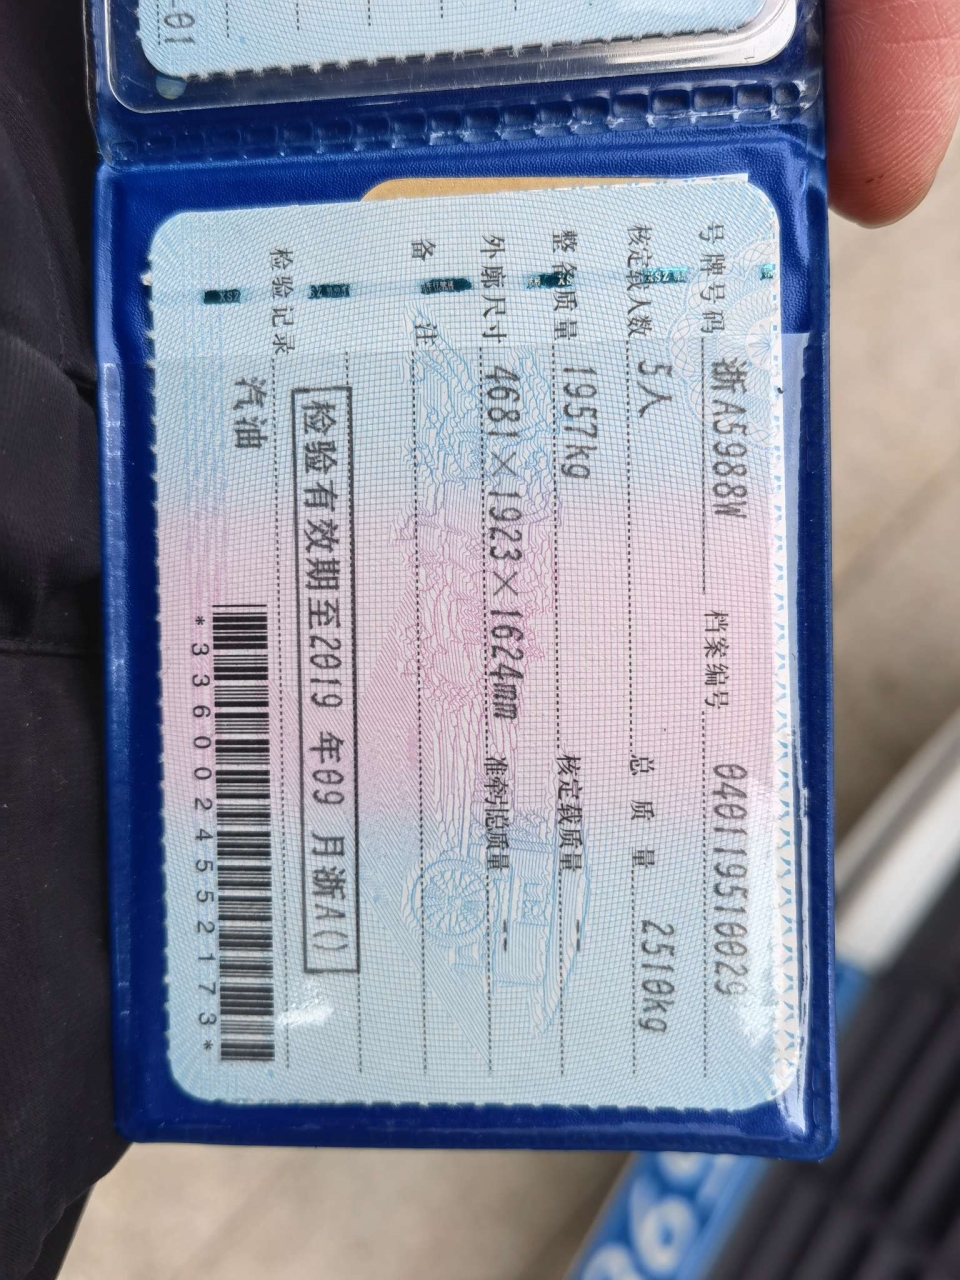 -01
号牌号码 浙A5988W 档案编号 040119510029
核定载人数 5人 总质量 2510kg
整备质量 1957kg 核定载质量 --
外廓尺寸 4681×1923×1624mm 准牵引总质量 --
备注
检验有效期至2019 年09 月浙A()
检验记录
汽油
*3360024552173*